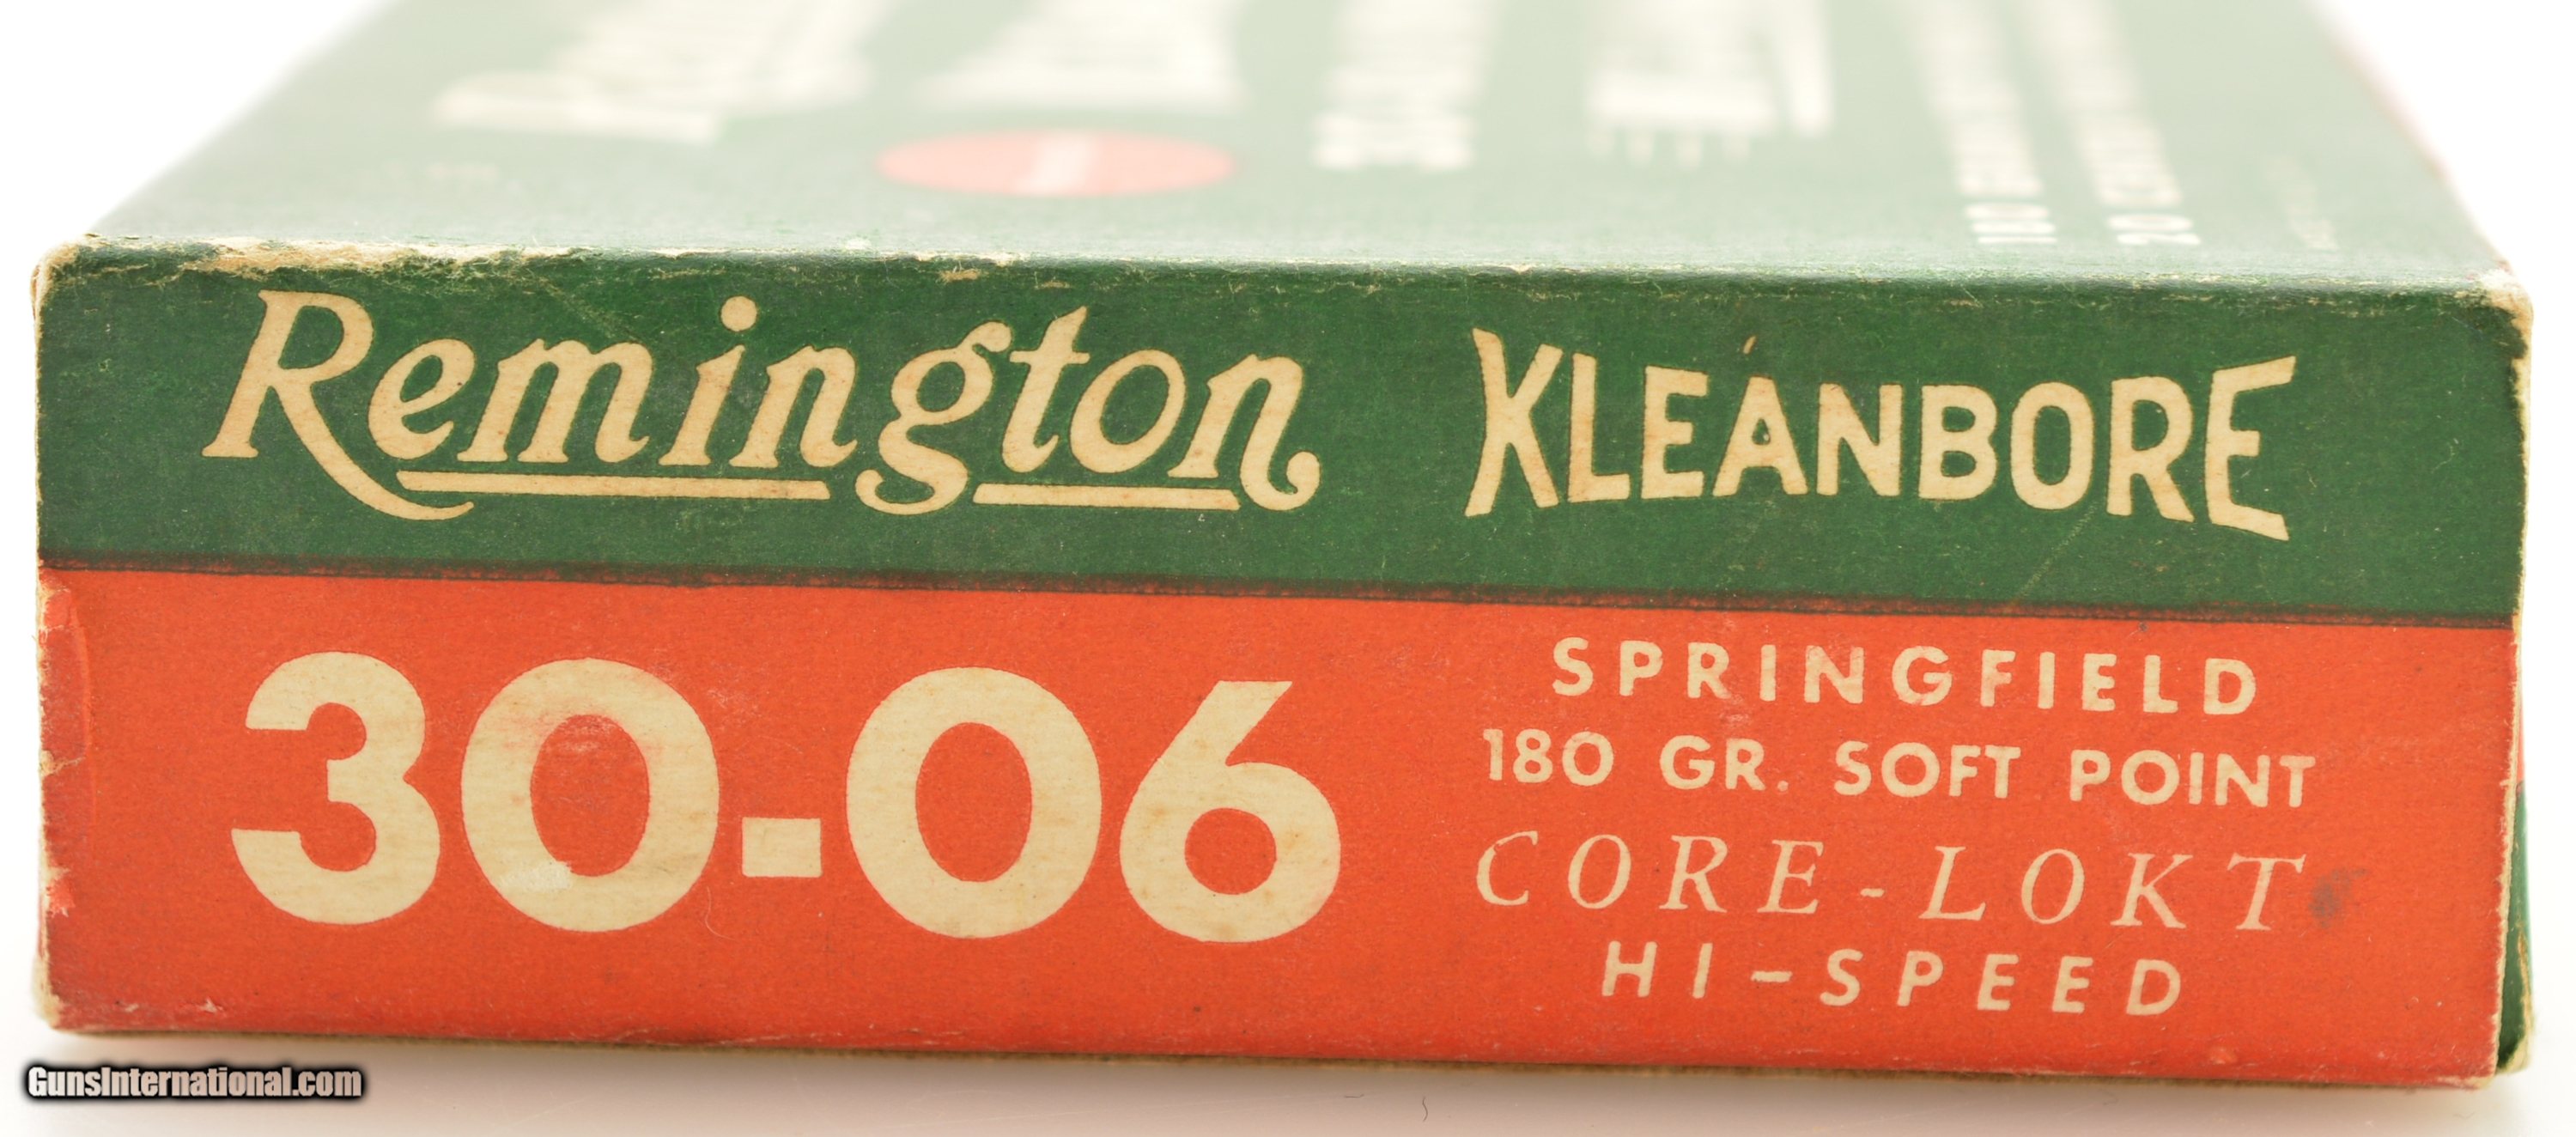 Remington KLEANBORE
30-06
SPRINGFIELD
180 GR. SOFT POINT
CORE-LOKT
HI-SPEED
GunsInternational.com